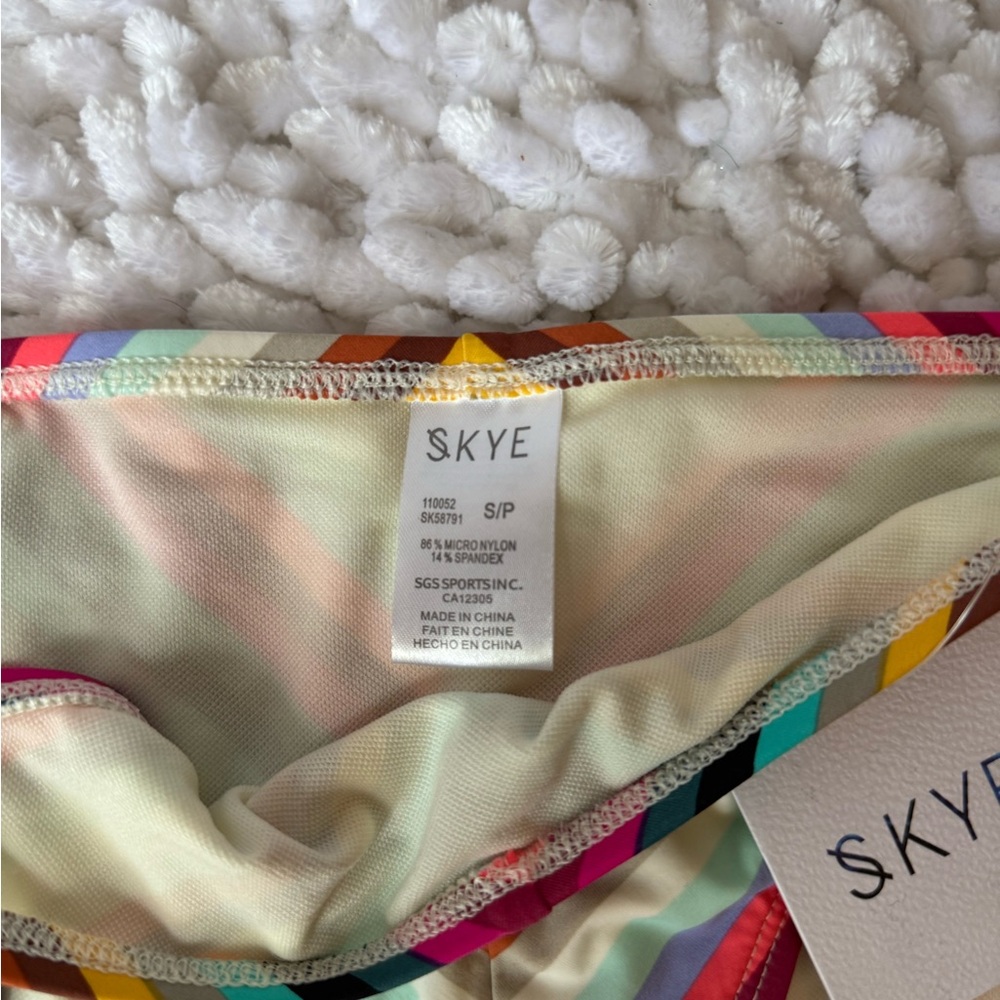 SKYE
110052
SK58791 S/P
86% MICRO NYLON
14% SPANDEX
SGS SPORTS INC.
CA12305
MADE IN CHINA
FAIT EN CHINE
HECHO EN CHINA
SKYE